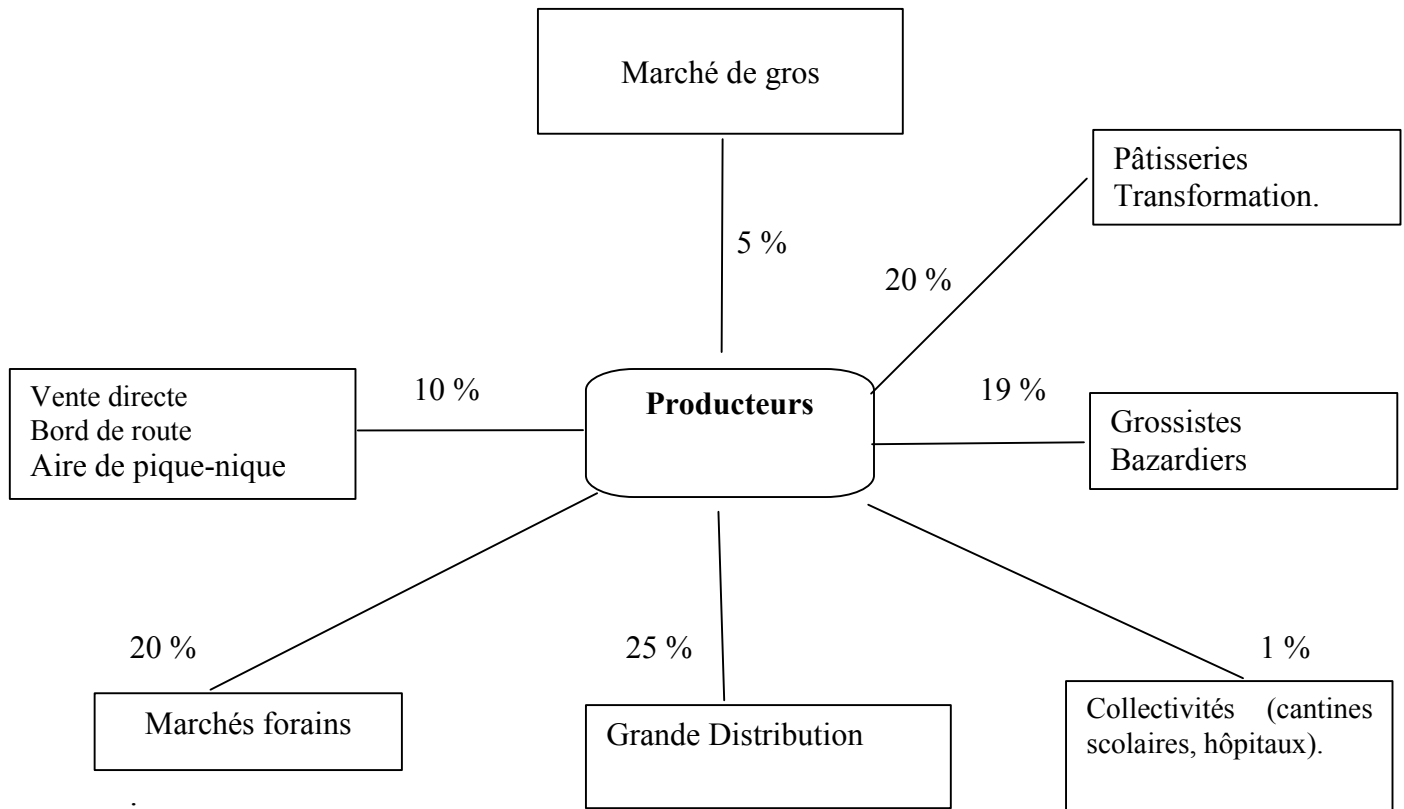 Marché de gros
Pâtisseries
Transformation.
5 %
20 %
Vente directe
Bord de route
Aire de pique-nique
10 %
Producteurs
19 %
Grossistes
Bazardiers
20 %
25 %
1 %
Marchés forains
Grande Distribution
Collectivités (cantines
scolaires, hôpitaux).
.